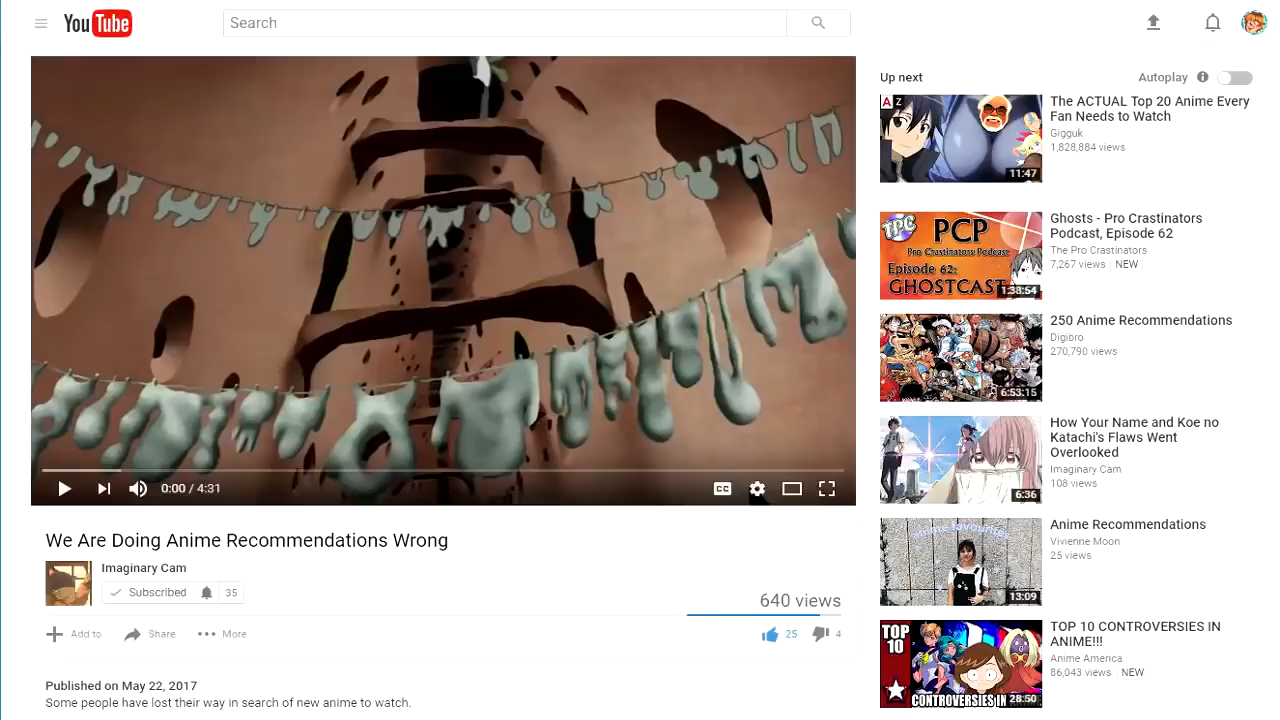 YouTube
Search
0:00 / 4:31
CC
We Are Doing Anime Recommendations Wrong
Imaginary Cam
Subscribed
35
640 views
Add to
Share
More
25
4
Published on May 22, 2017
Some people have lost their way in search of new anime to watch.
Up next
Autoplay
A Z
11:47
The ACTUAL Top 20 Anime Every
Fan Needs to Watch
Gigguk
1,828,884 views
TPC
PCP
Pro Crastinators Podcast
Episode 62:
GHOSTCAST
1:38:54
Ghosts - Pro Crastinators
Podcast, Episode 62
The Pro Crastinators
7,267 views
NEW
6:53:15
250 Anime Recommendations
Digibro
270,790 views
6:36
How Your Name and Koe no
Katachi's Flaws Went
Overlooked
Imaginary Cam
108 views
13:09
Anime Recommendations
Vivienne Moon
25 views
TOP
10
CONTROVERSIES IN
28:50
TOP 10 CONTROVERSIES IN
ANIME!!!
Anime America
86,043 views
NEW